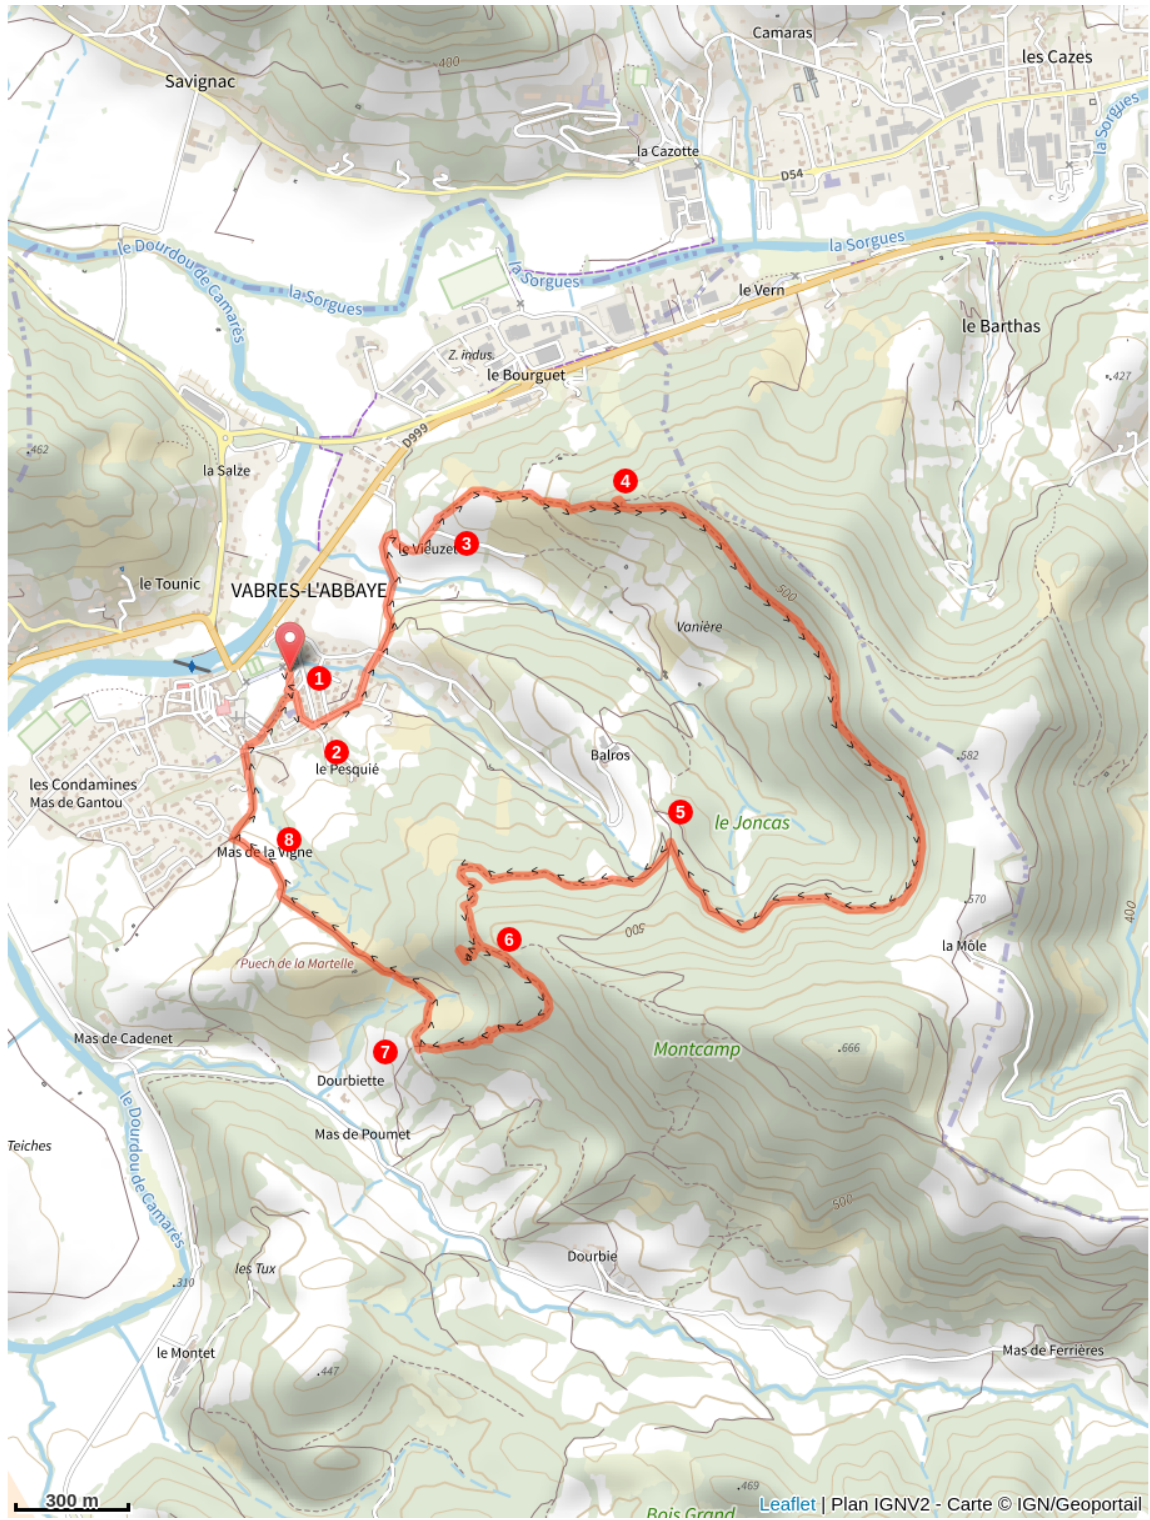 Camaras
400
les Cazes
Savignac
la Sorgues
la Cazotte
D54
le Dourdou de Camarès
la Sorgues
la Sorgues
la Sorgues
le Vern
le Barthas
Z. indus.
le Bourguet
427
D999
462
la Salze
4
3
le Vieuzet
le Tounic
VABRES-L'ABBAYE
500
Vanière
1
2
le Pesquié
Balros
582
les Condamines
Mas de Gantou
5
le Joncas
8
Mas de la Vigne
570
400
500
6
la Môle
Puech de la Martelle
Mas de Cadenet
7
Montcamp
666
Dourbiette
le Dourdou de Camarès
Mas de Poumet
Teiches
500
Dourbie
les Tux
310
le Montet
Mas de Ferrières
447
469
300 m
Bois Grand
Leaflet | Plan IGNV2 - Carte © IGN/Geoportail